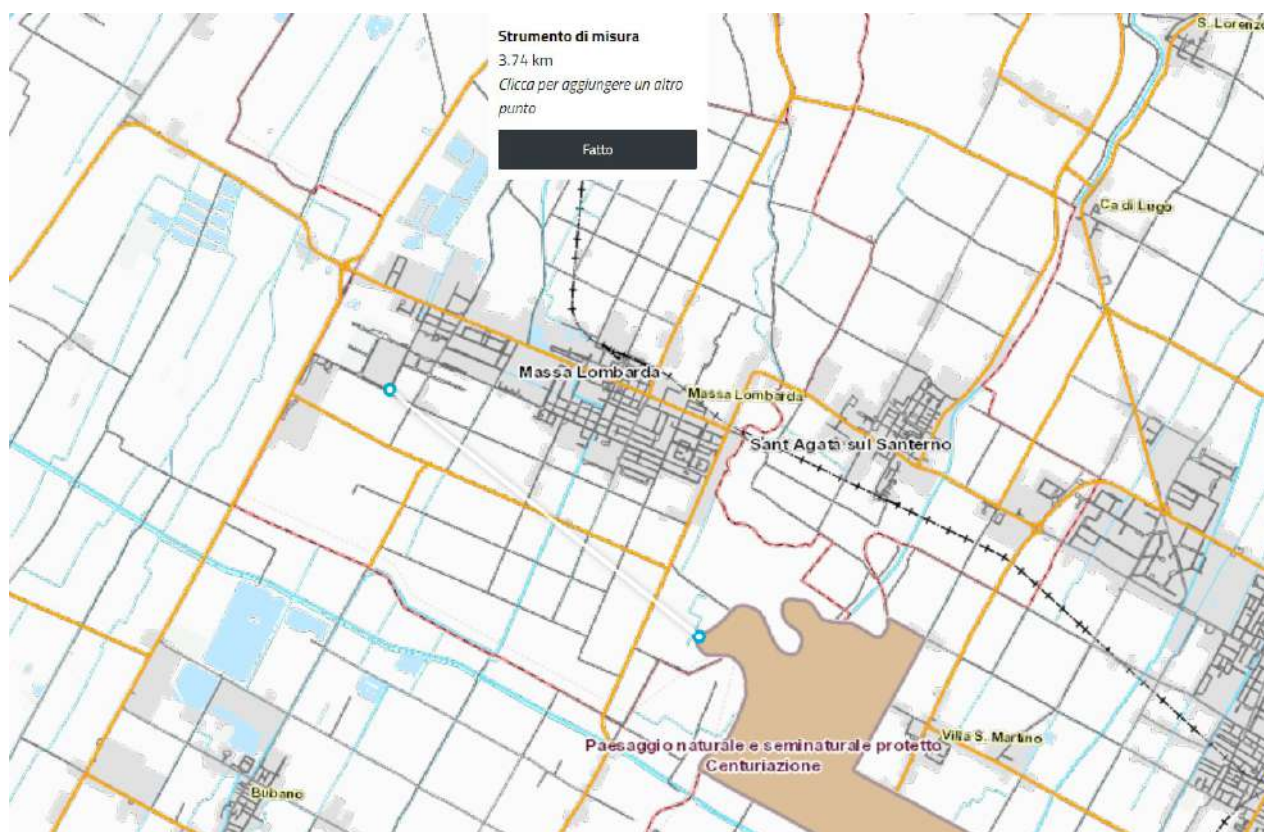 Strumento di misura
3.74 km
Clicca per aggiungere un altro
punto
Fatto
S. Lorenzo
Ca di Lugo
Massa Lombarda
Massa Lombarda
Sant Agata sul Santerno
Villa S. Martino
Paesaggio naturale e seminaturale protetto
Centuriazione
Bubano